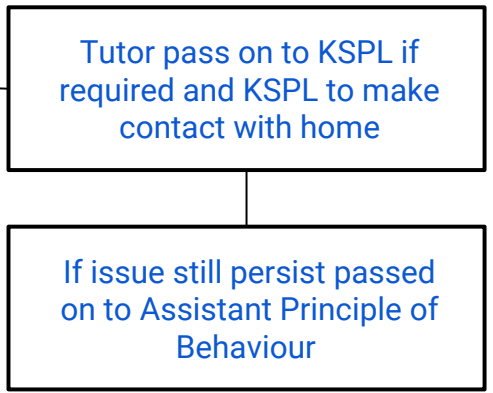 Tutor pass on to KSPL if
required and KSPL to make
contact with home
If issue still persist passed
on to Assistant Principle of
Behaviour